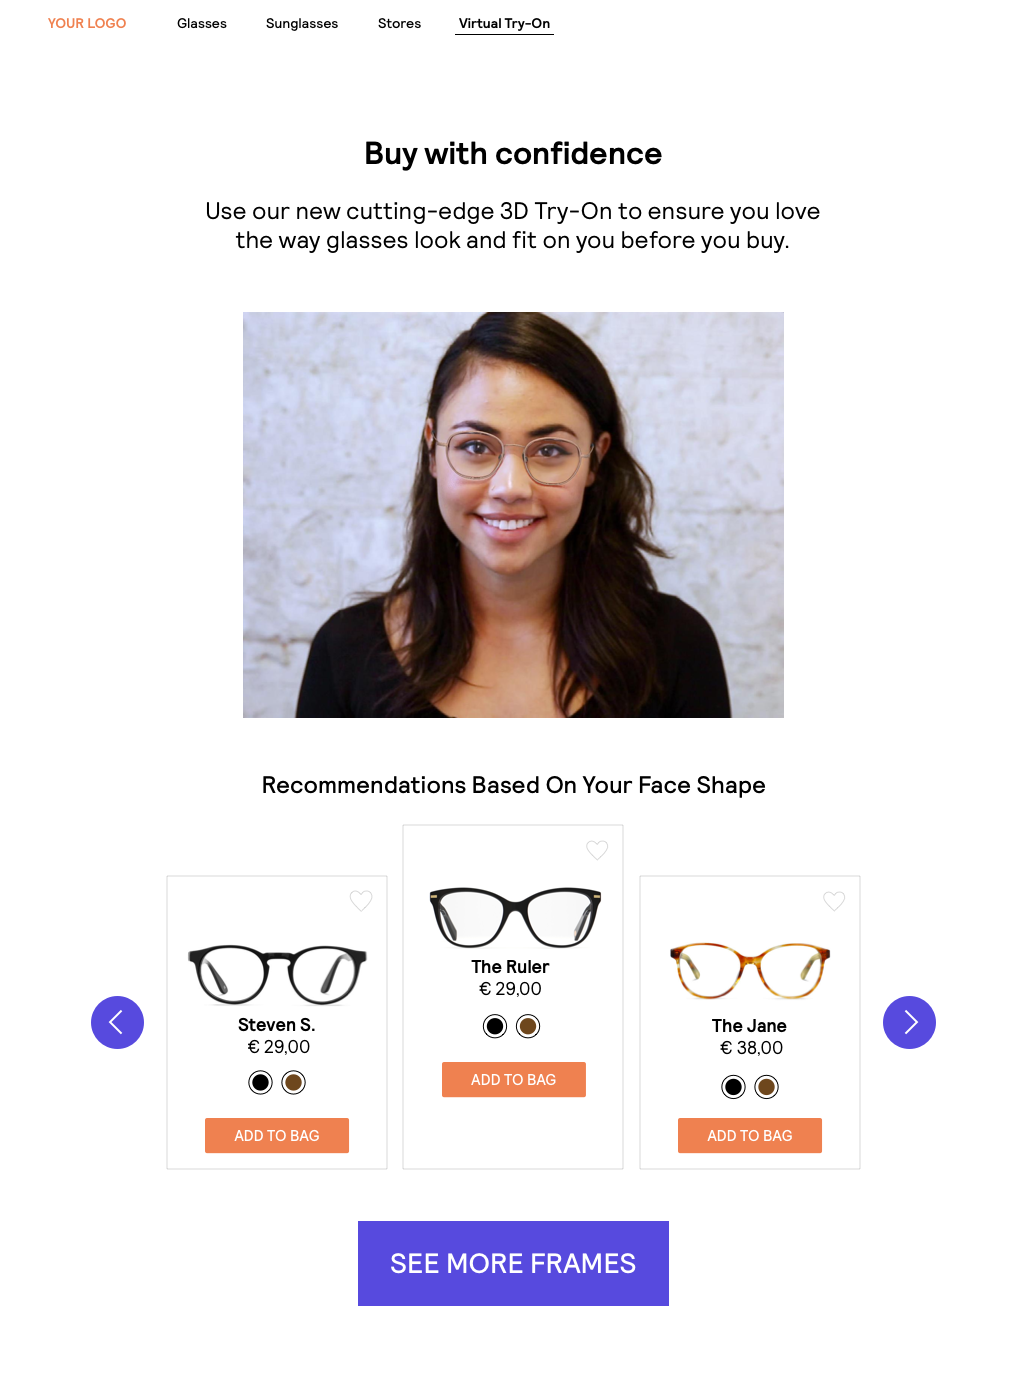 YOUR LOGO
Glasses
Sunglasses
Stores
Virtual Try-On
Buy with confidence
Use our new cutting-edge 3D Try-On to ensure you love
the way glasses look and fit on you before you buy.
Recommendations Based On Your Face Shape
Steven S.
€ 29,00
ADD TO BAG
The Ruler
€ 29,00
ADD TO BAG
The Jane
€ 38,00
ADD TO BAG
SEE MORE FRAMES